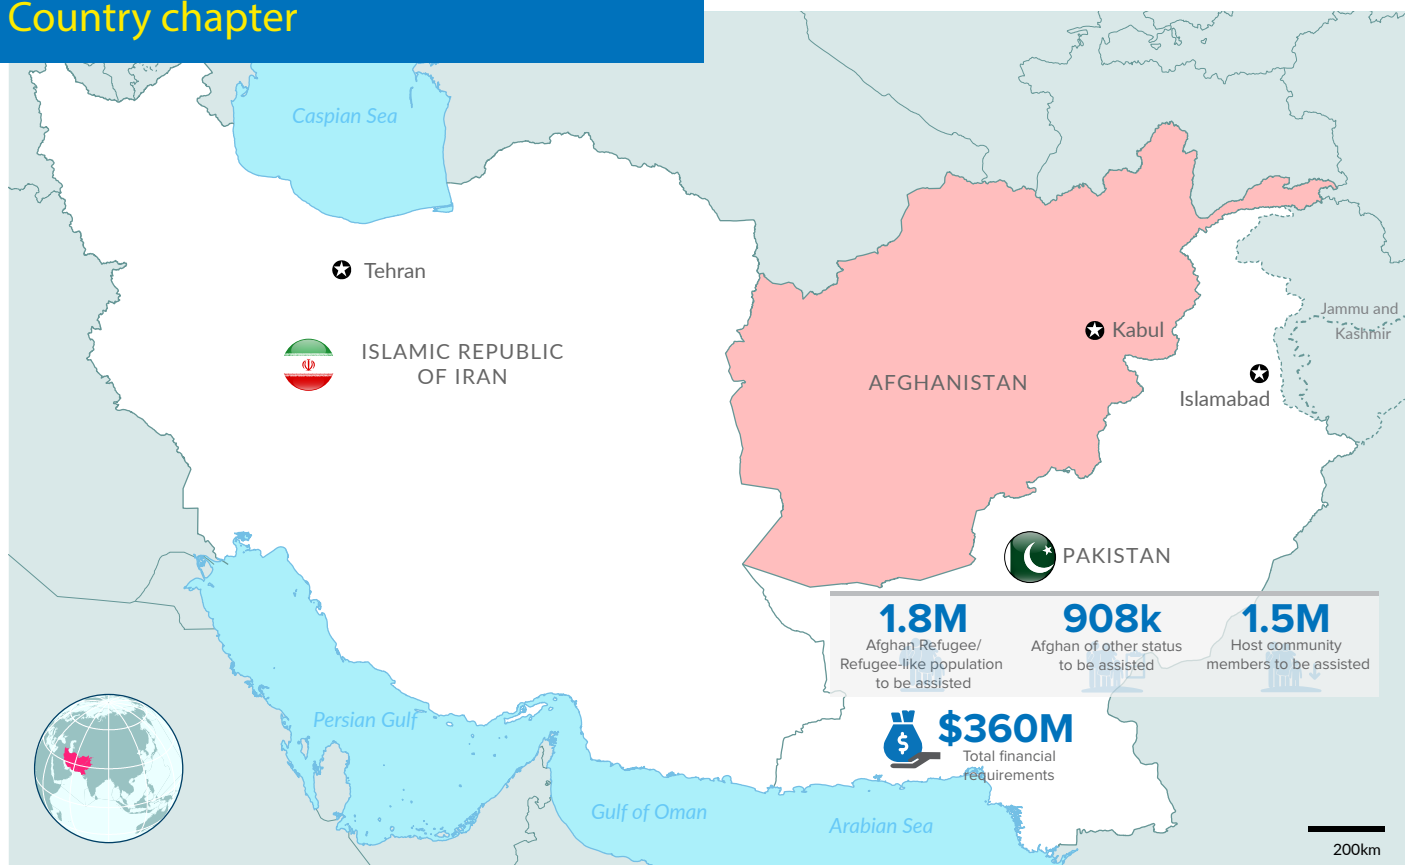 Country chapter
Caspian Sea
Tehran
ISLAMIC REPUBLIC
OF IRAN
Kabul
AFGHANISTAN
Jammu and
Kashmir
Islamabad
PAKISTAN
1.8M
Afghan Refugee/
Refugee-like population
to be assisted
908k
Afghan of other status
to be assisted
1.5M
Host community
members to be assisted
$360M
Total financial
requirements
Persian Gulf
Gulf of Oman
Arabian Sea
200km